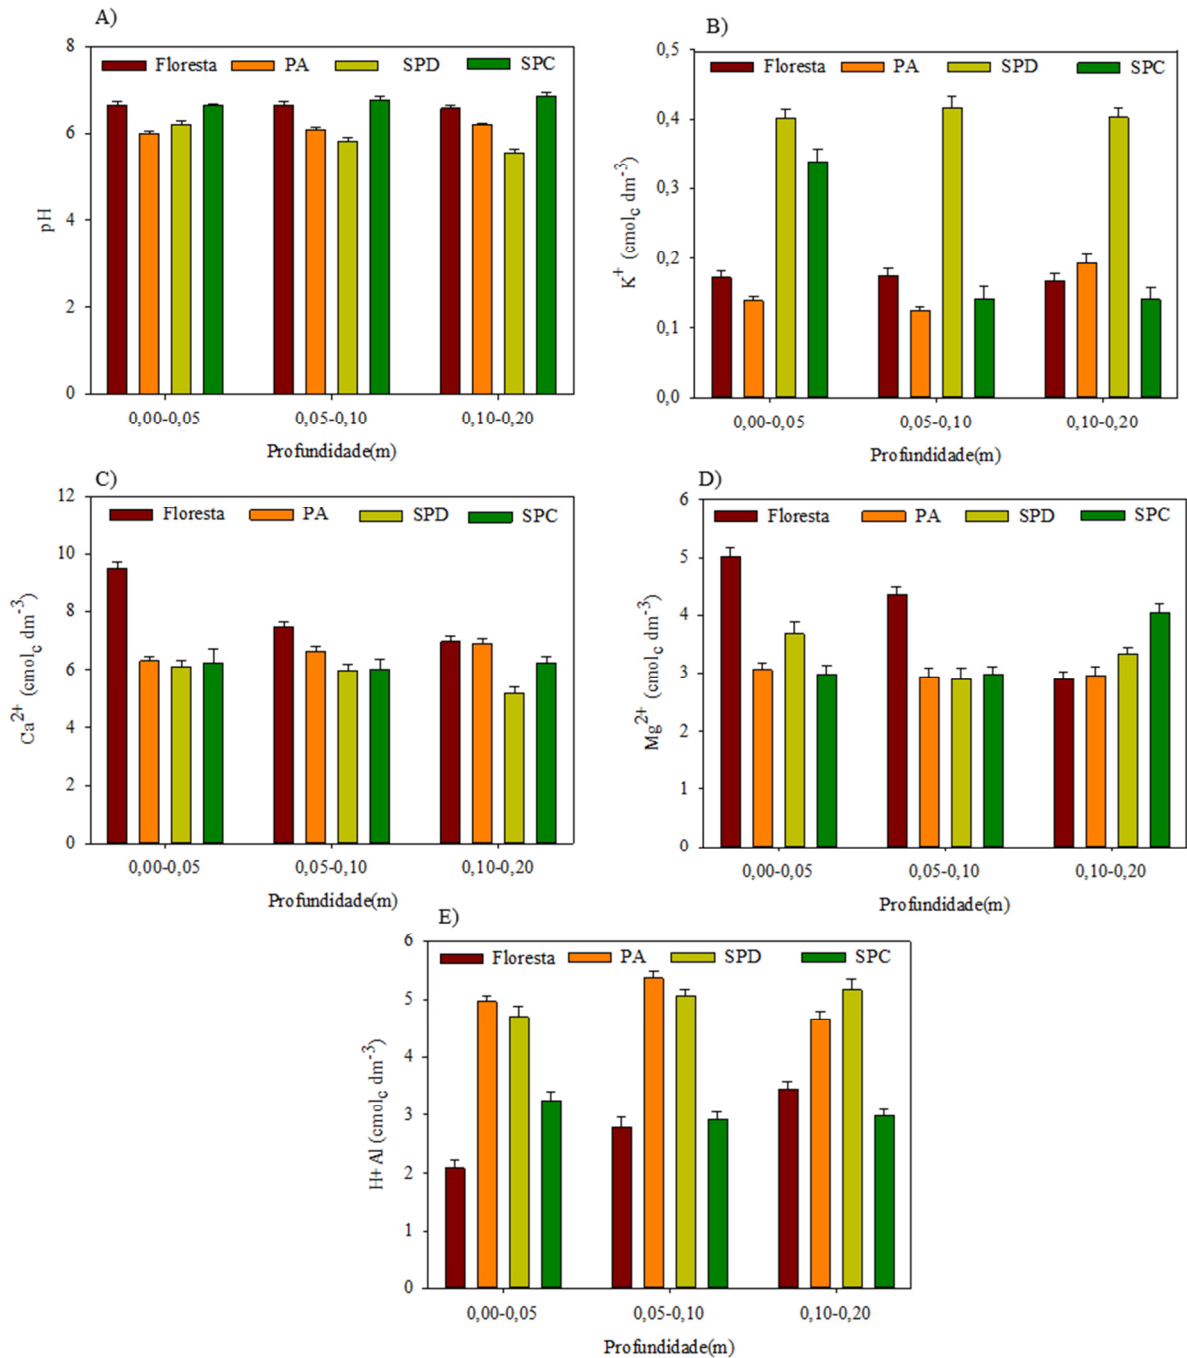 A)
8
6
4
2
0
pH
Floresta PA SPD SPC
0,00-0,05 0,05-0,10 0,10-0,20
Profundidade(m)
B)
0,5
0,4
0,3
0,2
0,1
0,0
K+ (cmolc dm-3)
Floresta PA SPD SPC
0,00-0,05 0,05-0,10 0,10-0,20
Profundidade(m)
C)
12
10
8
6
4
2
0
Ca2+ (cmolc dm-3)
Floresta PA SPD SPC
0,00-0,05 0,05-0,10 0,10-0,20
Profundidade(m)
D)
6
5
4
3
2
1
0
Mg2+ (cmolc dm-3)
Floresta PA SPD SPC
0,00-0,05 0,05-0,10 0,10-0,20
Profundidade(m)
E)
6
5
4
3
2
1
0
H+ Al (cmolc dm-3)
Floresta PA SPD SPC
0,00-0,05 0,05-0,10 0,10-0,20
Profundidade(m)